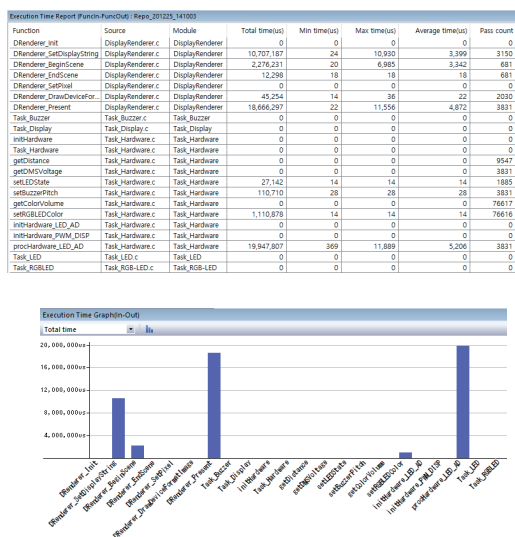 Execution Time Report (FuncIn-FuncOut) : Repo_201225_141003
Function Source Module Total time(us) Min time(us) Max time(us) Average time(us) Pass count
DRenderer_Init DisplayRenderer.c DisplayRenderer 0 0 0 0 0
DRenderer_SetDisplayString DisplayRenderer.c DisplayRenderer 10,707,187 24 10,930 3,399 3150
DRenderer_BeginScene DisplayRenderer.c DisplayRenderer 2,276,231 20 6,985 3,342 681
DRenderer_EndScene DisplayRenderer.c DisplayRenderer 12,298 18 18 18 681
DRenderer_SetPixel DisplayRenderer.c DisplayRenderer 0 0 0 0 0
DRenderer_DrawDeviceFor... DisplayRenderer.c DisplayRenderer 45,254 14 36 22 2030
DRenderer_Present DisplayRenderer.c DisplayRenderer 18,666,297 22 11,556 4,872 3831
Task_Buzzer Task_Buzzer.c Task_Buzzer 0 0 0 0 0
Task_Display Task_Display.c Task_Display 0 0 0 0 0
initHardware Task_Hardware.c Task_Hardware 0 0 0 0 0
Task_Hardware Task_Hardware.c Task_Hardware 0 0 0 0 0
getDistance Task_Hardware.c Task_Hardware 0 0 0 0 9547
getDMSVoltage Task_Hardware.c Task_Hardware 0 0 0 0 3831
setLEDState Task_Hardware.c Task_Hardware 27,142 14 14 14 1885
setBuzzerPitch Task_Hardware.c Task_Hardware 110,710 28 28 28 3831
getColorVolume Task_Hardware.c Task_Hardware 0 0 0 0 76617
setRGBLEDColor Task_Hardware.c Task_Hardware 1,110,878 14 14 14 76616
initHardware_LED_AD Task_Hardware.c Task_Hardware 0 0 0 0 0
initHardware_PWM_DISP Task_Hardware.c Task_Hardware 0 0 0 0 0
procHardware_LED_AD Task_Hardware.c Task_Hardware 19,947,807 369 11,889 5,206 3831
Task_LED Task_LED.c Task_LED 0 0 0 0 0
Task_RGBLED Task_RGB-LED.c Task_RGB-LED 0 0 0 0 0
Execution Time Graph(In-Out)
Total time
20,000,000us
16,000,000us
12,000,000us
8,000,000us
4,000,000us
DRenderer_Init
DRenderer_SetDisplayString
DRenderer_BeginScene
DRenderer_EndScene
DRenderer_SetPixel
DRenderer_DrawDeviceFormatImage
DRenderer_Present
Task_Buzzer
Task_Display
initHardware
Task_Hardware
getDistance
getDMSVoltage
setLEDState
setBuzzerPitch
getColorVolume
setRGBLEDColor
initHardware_LED_AD
initHardware_PWM_DISP
procHardware_LED_AD
Task_LED
Task_RGBLED